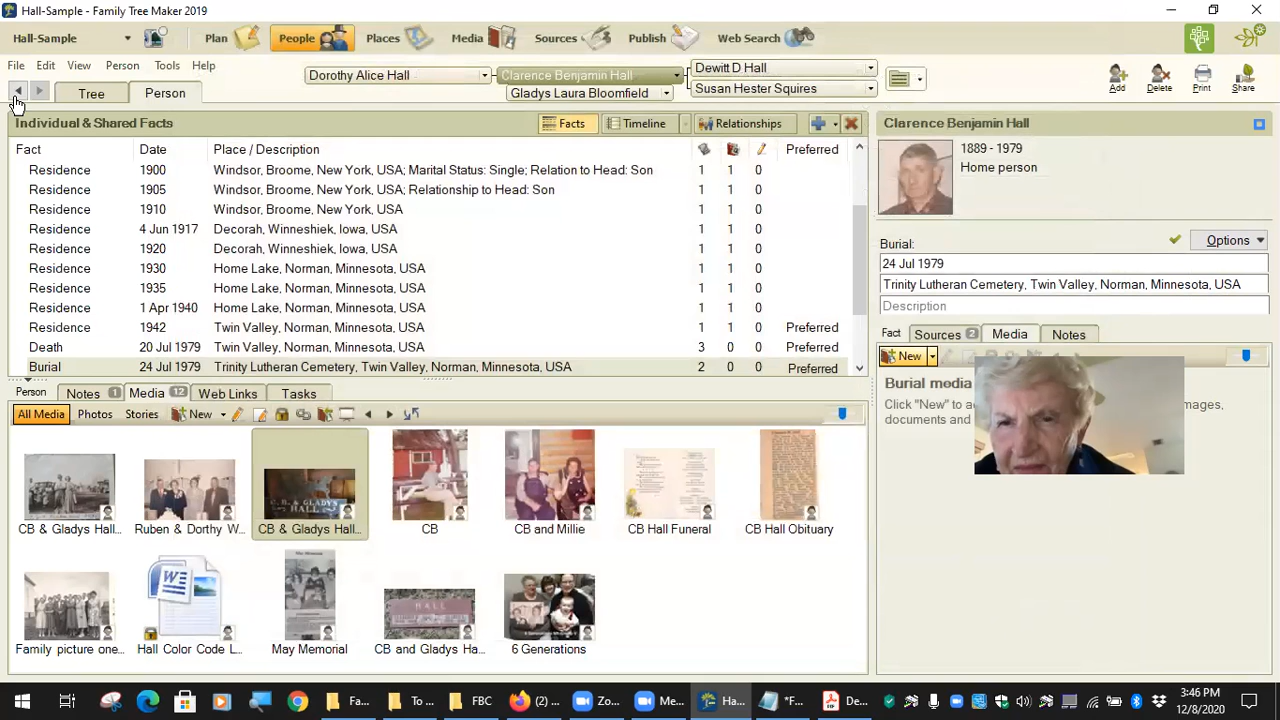 Hall-Sample - Family Tree Maker 2019
Hall-Sample Plan People Places Media Sources Publish Web Search
File Edit View Person Tools Help
Dorothy Alice Hall Clarence Benjamin Hall Dewitt D Hall
Gladys Laura Bloomfield Susan Hester Squires
Add Delete Print Share
Tree Person
Individual & Shared Facts Facts Timeline Relationships
Fact Date Place / Description Preferred
Residence 1900 Windsor, Broome, New York, USA; Marital Status: Single; Relation to Head: Son 1 1 0
Residence 1905 Windsor, Broome, New York, USA; Relationship to Head: Son 1 1 0
Residence 1910 Windsor, Broome, New York, USA 1 1 0
Residence 4 Jun 1917 Decorah, Winneshiek, Iowa, USA 1 1 0
Residence 1920 Decorah, Winneshiek, Iowa, USA 1 1 0
Residence 1930 Home Lake, Norman, Minnesota, USA 1 1 0
Residence 1935 Home Lake, Norman, Minnesota, USA 1 1 0
Residence 1 Apr 1940 Home Lake, Norman, Minnesota, USA 1 1 0
Residence 1942 Twin Valley, Norman, Minnesota, USA 1 1 0 Preferred
Death 20 Jul 1979 Twin Valley, Norman, Minnesota, USA 3 0 0 Preferred
Burial 24 Jul 1979 Trinity Lutheran Cemetery, Twin Valley, Norman, Minnesota, USA 2 0 0 Preferred
Person Notes 1 Media 12 Web Links Tasks
All Media Photos Stories New
C. B. & GLADYS
HALL
CB & Gladys Hall... Ruben & Dorthy W... CB & Gladys Hall... CB CB and Millie CB Hall Funeral CB Hall Obituary
HALL
Family picture one... Hall Color Code L... May Memorial CB and Gladys Ha... 6 Generations
Clarence Benjamin Hall
1889 - 1979
Home person
Burial: Options
24 Jul 1979
Trinity Lutheran Cemetery, Twin Valley, Norman, Minnesota, USA
Description
Fact Sources 2 Media Notes
New
Burial media
Click "New" to a mages,
documents and
Fa... To ... FBC (2) ... Zo... Me... Ha... *F... De...
3:46 PM
12/8/2020